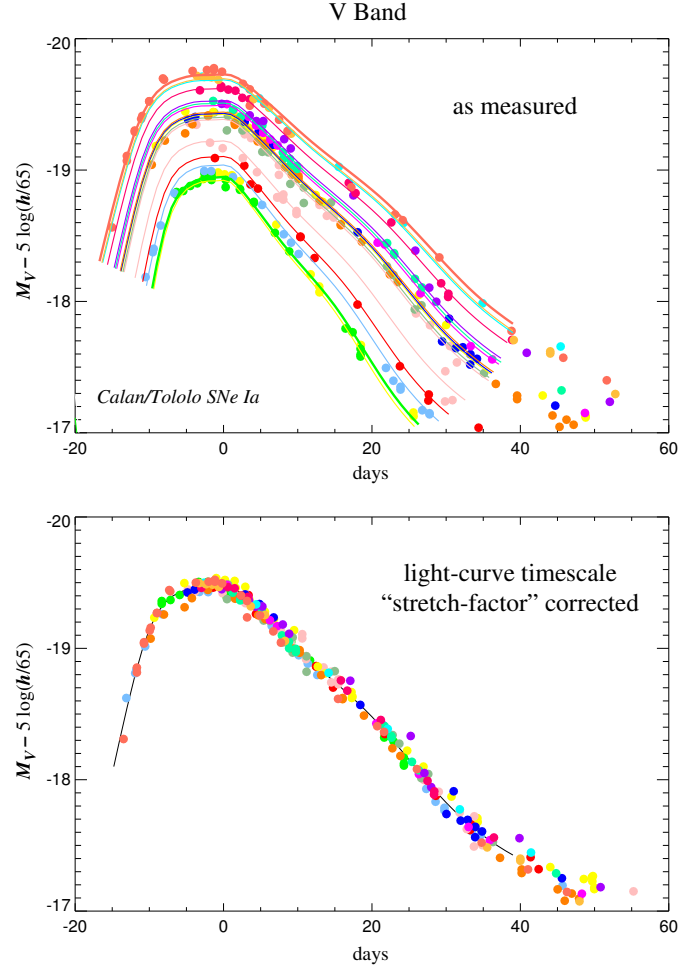 V Band
-20
-19
-18
-17
M_V – 5 log(h/65)
as measured
Calan/Tololo SNe Ia
-20 0 20 40 60
days
-20
-19
-18
-17
M_V – 5 log(h/65)
light-curve timescale
“stretch-factor” corrected
-20 0 20 40 60
days